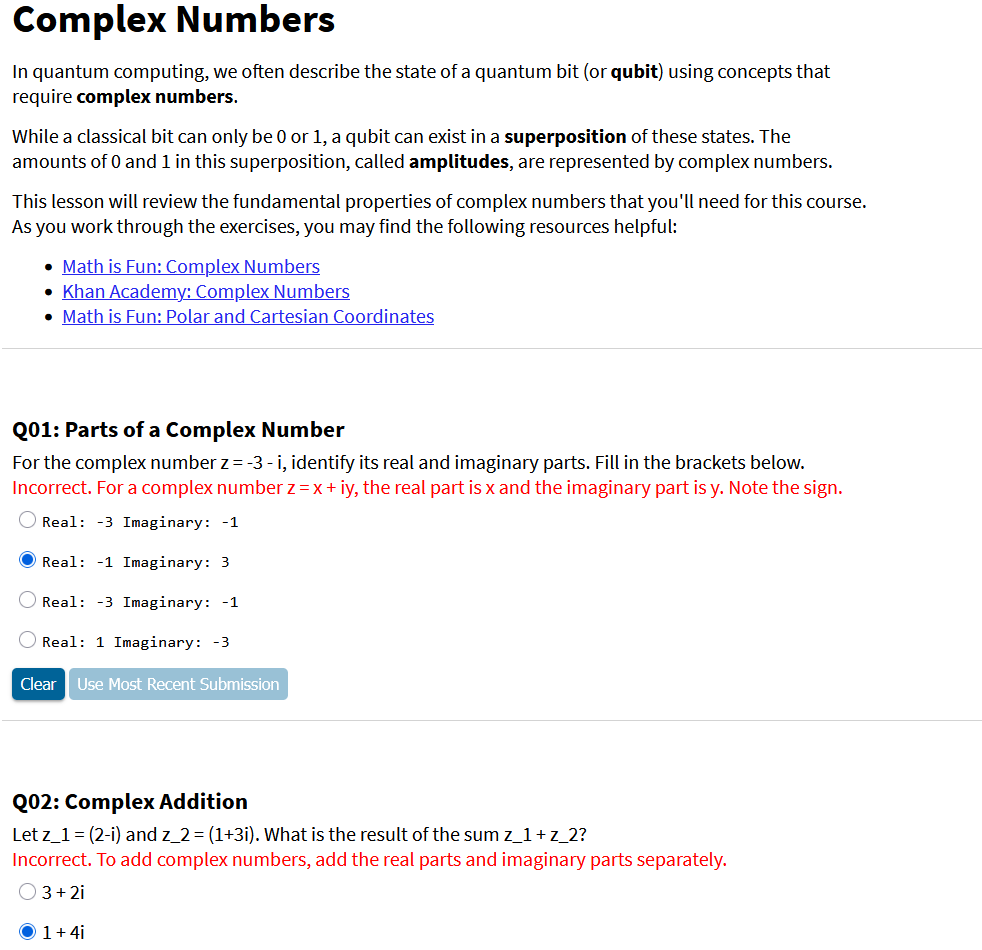 Complex Numbers
In quantum computing, we often describe the state of a quantum bit (or qubit) using concepts that
require complex numbers.
While a classical bit can only be 0 or 1, a qubit can exist in a superposition of these states. The
amounts of 0 and 1 in this superposition, called amplitudes, are represented by complex numbers.
This lesson will review the fundamental properties of complex numbers that you'll need for this course.
As you work through the exercises, you may find the following resources helpful:
Math is Fun: Complex Numbers
Khan Academy: Complex Numbers
Math is Fun: Polar and Cartesian Coordinates
Q01: Parts of a Complex Number
For the complex number z = -3 - i, identify its real and imaginary parts. Fill in the brackets below.
Incorrect. For a complex number z = x + iy, the real part is x and the imaginary part is y. Note the sign.
Real: -3 Imaginary: -1
Real: -1 Imaginary: 3
Real: -3 Imaginary: -1
Real: 1 Imaginary: -3
Clear Use Most Recent Submission
Q02: Complex Addition
Let z_1 = (2-i) and z_2 = (1+3i). What is the result of the sum z_1 + z_2?
Incorrect. To add complex numbers, add the real parts and imaginary parts separately.
3 + 2i
1 + 4i